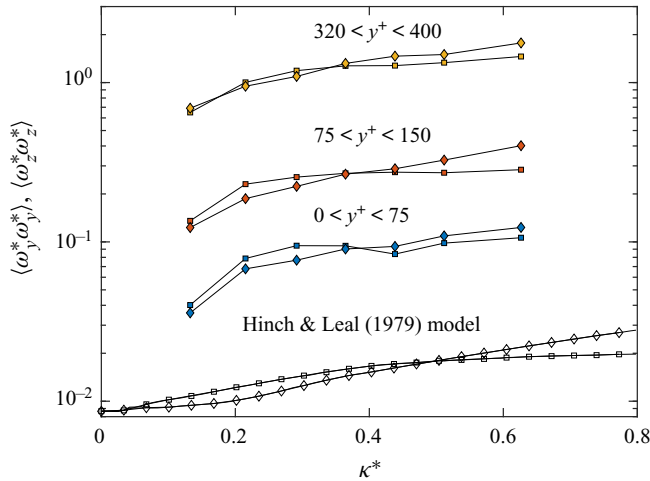 10⁰
320 < y⁺ < 400
75 < y⁺ < 150
10⁻¹
0 < y⁺ < 75
⟨ω*yω*y⟩, ⟨ω*zω*z⟩
Hinch & Leal (1979) model
10⁻²
0 0.2 0.4 0.6 0.8
κ*